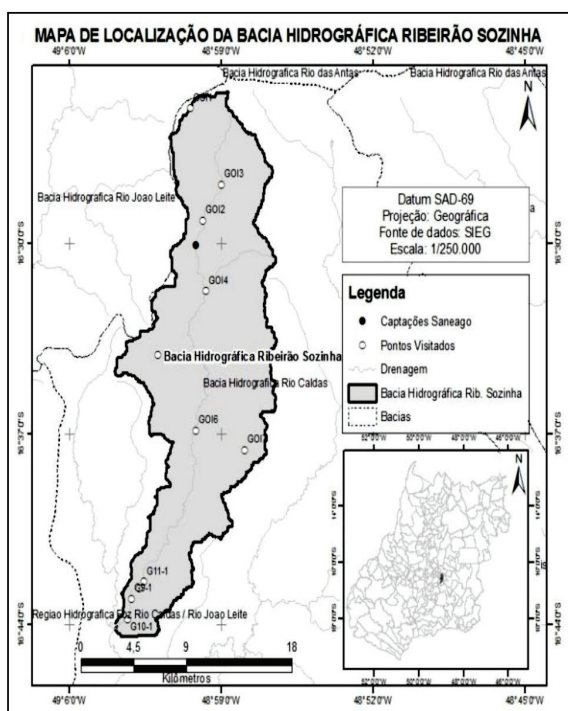 MAPA DE LOCALIZAÇÃO DA BACIA HIDROGRÁFICA RIBEIRÃO SOZINHA
49°6'0"W 48°59'0"W 48°52'0"W 48°45'0"W
Bacia Hidrografica Rio das Antas
Bacia Hidrografica Rio das Antas
N
GOI3
Bacia Hidrografica Rio Joao Leite
GOI2
Datum SAD-69
Projeção: Geográfica
Fonte de dados: SIEG
Escala: 1/250.000
16°30'0"S
16°30'0"S
GOI4
Legenda
Captações Saneago
Pontos Visitados
Drenagem
Bacia Hidrográfica Rib. Sozinha
Bacias
Bacia Hidrográfica Ribeirão Sozinha
Bacia Hidrografica Rio Caldas
GOI6
GOI7
16°37'0"S
16°37'0"S
N
G11-1
G9-1
Regiao Hidrografica Foz Rio Caldas / Rio Joao Leite
G10-1
16°44'0"S
16°44'0"S
0 4,5 9 18
Kilômetros
49°6'0"W 48°59'0"W 48°52'0"W 48°45'0"W